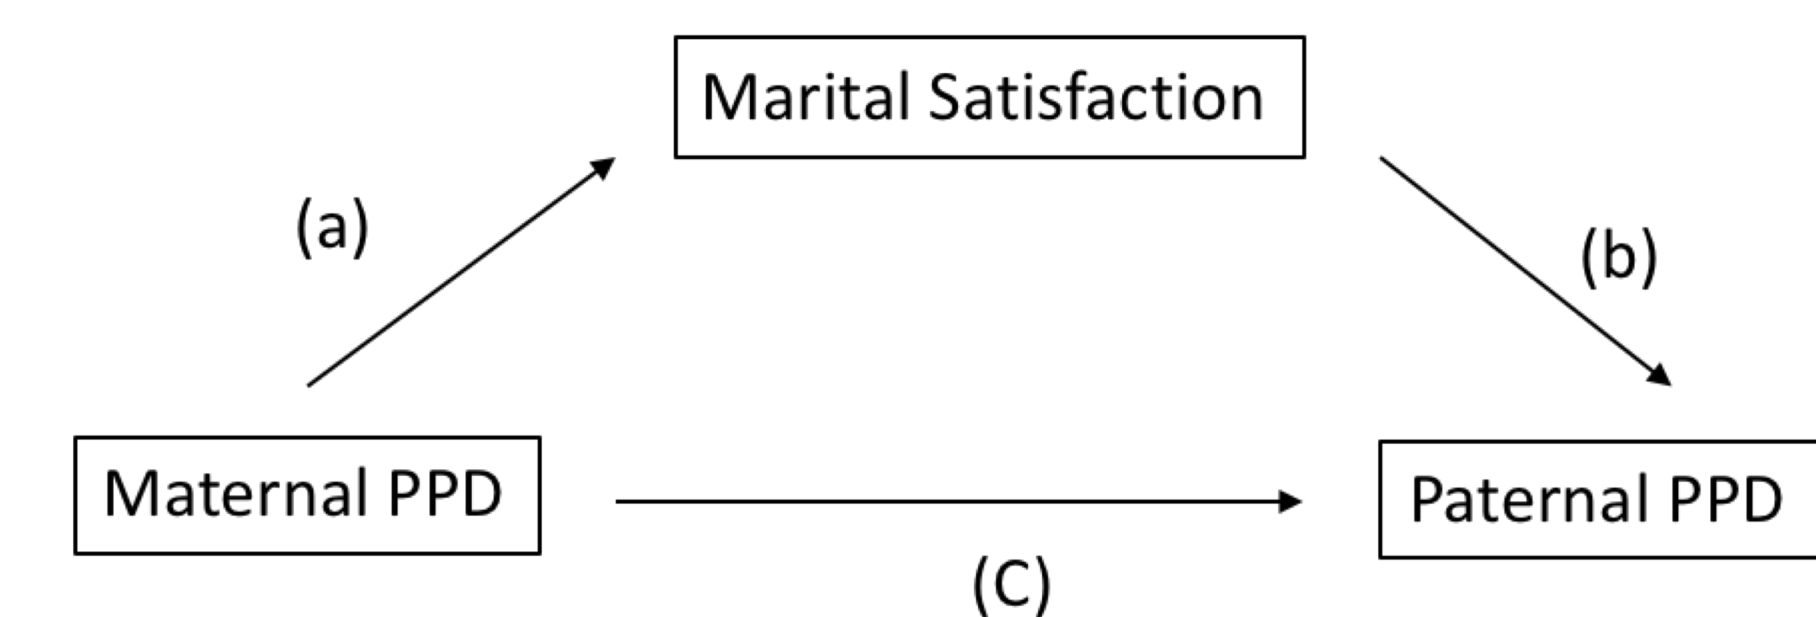 Marital Satisfaction
(a)
(b)
Maternal PPD
Paternal PPD
(C)